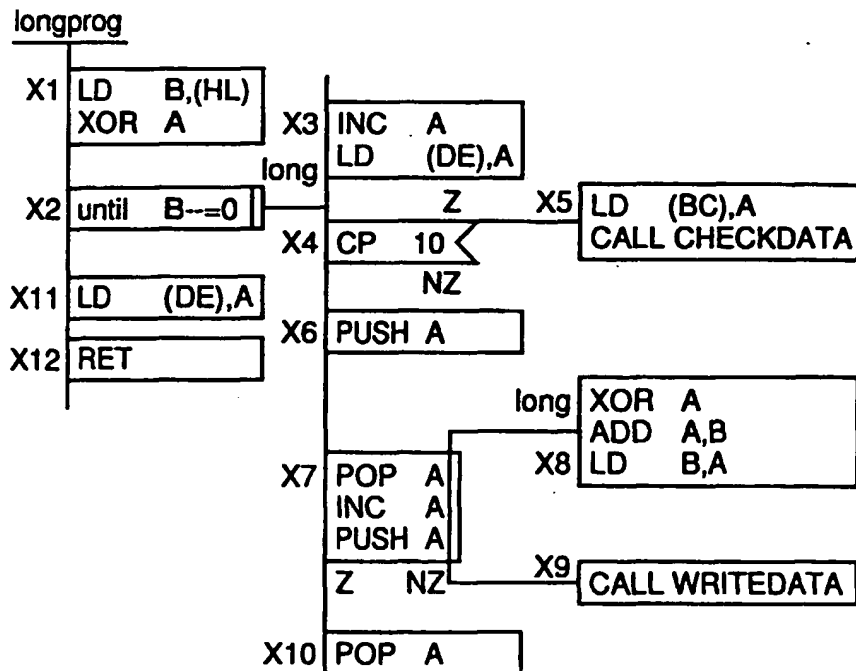 longprog
X1 LD B,(HL)
XOR A
X2 until B--=0
X11 LD (DE),A
X12 RET
long
X3 INC A
LD (DE),A
Z
X4 CP 10
NZ
X5 LD (BC),A
CALL CHECKDATA
X6 PUSH A
X7 POP A
INC A
PUSH A
Z NZ
long XOR A
ADD A,B
X8 LD B,A
X9 CALL WRITEDATA
X10 POP A